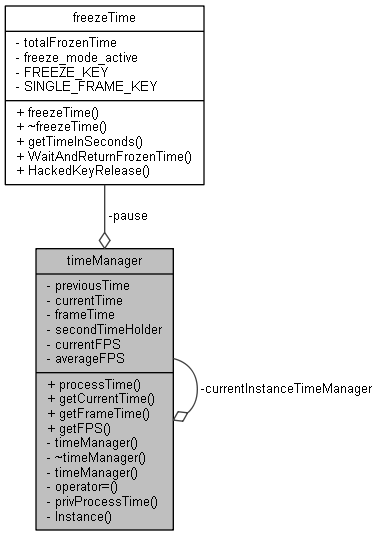 freezeTime
- totalFrozenTime
- freeze_mode_active
- FREEZE_KEY
- SINGLE_FRAME_KEY
+ freezeTime()
+ ~freezeTime()
+ getTimeInSeconds()
+ WaitAndReturnFrozenTime()
+ HackedKeyRelease()
-pause
timeManager
- previousTime
- currentTime
- frameTime
- secondTimeHolder
- currentFPS
- averageFPS
-currentInstanceTimeManager
+ processTime()
+ getCurrentTime()
+ getFrameTime()
+ getFPS()
- timeManager()
- ~timeManager()
- timeManager()
- operator=()
- privProcessTime()
- Instance()